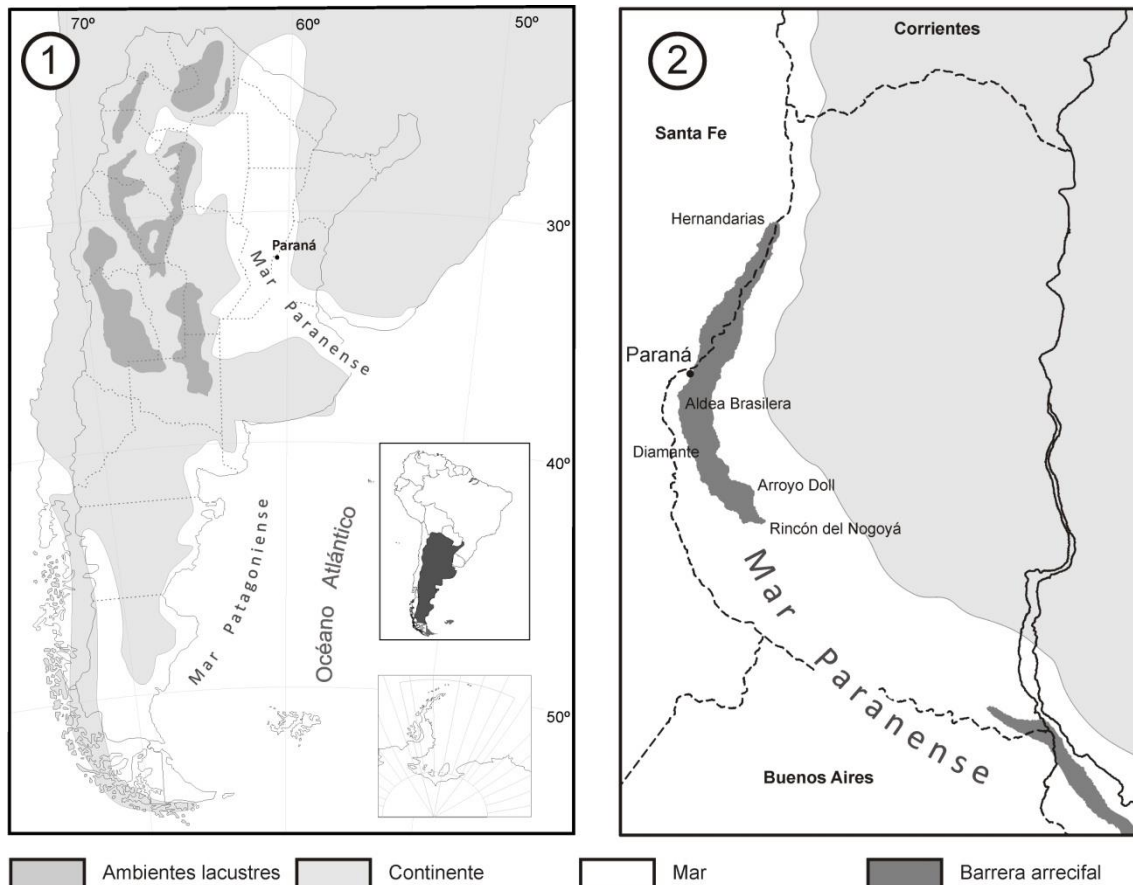 1
70º
60º
50º
30º
40º
50º
Paraná
Mar Paranense
Mar Patagoniense
Océano Atlántico
2
Corrientes
Santa Fe
Hernandarias
Paraná
Aldea Brasilera
Diamante
Arroyo Doll
Rincón del Nogoyá
Mar Paranense
Buenos Aires
Ambientes lacustres
Continente
Mar
Barrera arrecifal